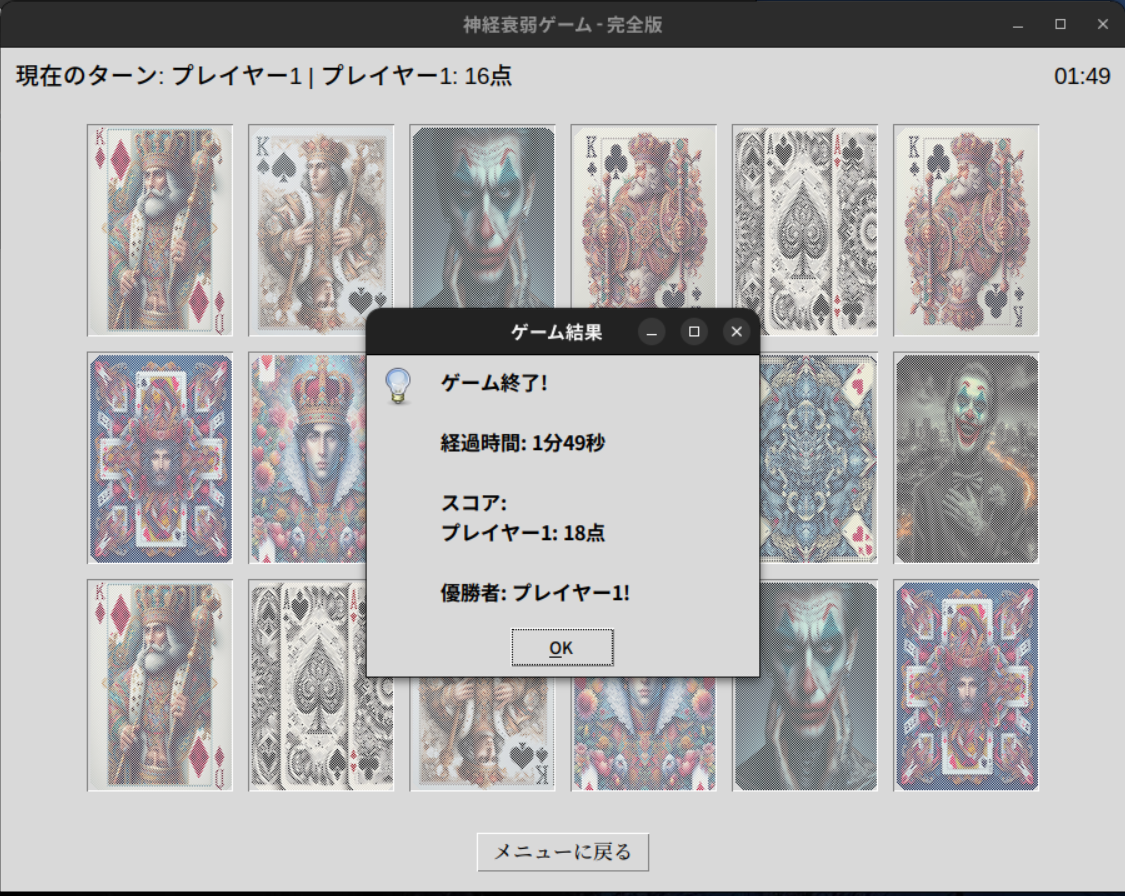 神経衰弱ゲーム - 完全版
現在のターン: プレイヤー1 | プレイヤー1: 16点
01:49
K
Q
K
K
K
A
A
K
K
ゲーム結果
ゲーム終了!
経過時間: 1分49秒
スコア:
プレイヤー1: 18点
優勝者: プレイヤー1!
OK
K
Q
A
A
K
メニューに戻る